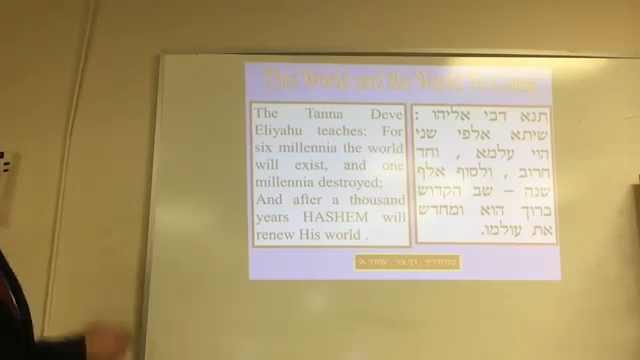 This World and the World to Come
The Tanna Deve
Eliyahu teaches: For
six millennia the world
will exist, and one
millennia destroyed;
And after a thousand
years HASHEM will
renew His world .
תנא דבי אליהו :
שיתא אלפי שני
הוי עלמא , וחד
חרוב , ולסוף אלף
שנה – שב הקדוש
ברוך הוא ומחדש
את עולמו.
סנהדרין , דף צז , עמוד א